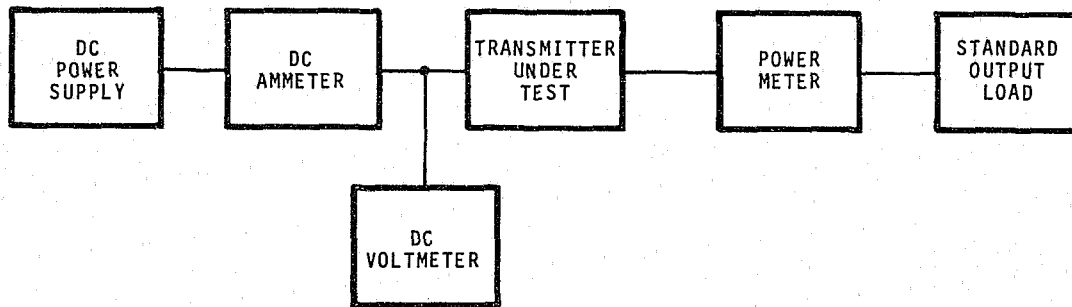 DC
POWER
SUPPLY
DC
AMMETER
TRANSMITTER
UNDER
TEST
POWER
METER
STANDARD
OUTPUT
LOAD
DC
VOLTMETER